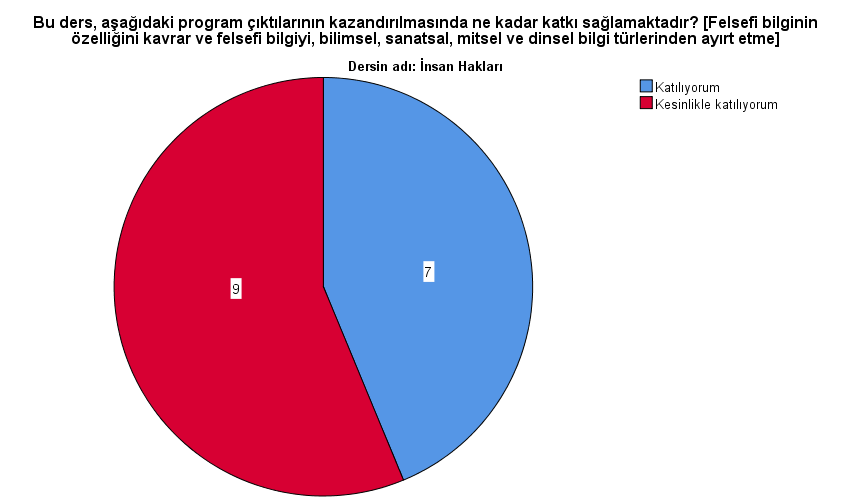 Bu ders, aşağıdaki program çıktılarının kazandırılmasında ne kadar katkı sağlamaktadır? [Felsefi bilginin
özelliğini kavrar ve felsefi bilgiyi, bilimsel, sanatsal, mitsel ve dinsel bilgi türlerinden ayırt etme]
Dersin adı: İnsan Hakları
Katılıyorum
Kesinlikle katılıyorum
7
9